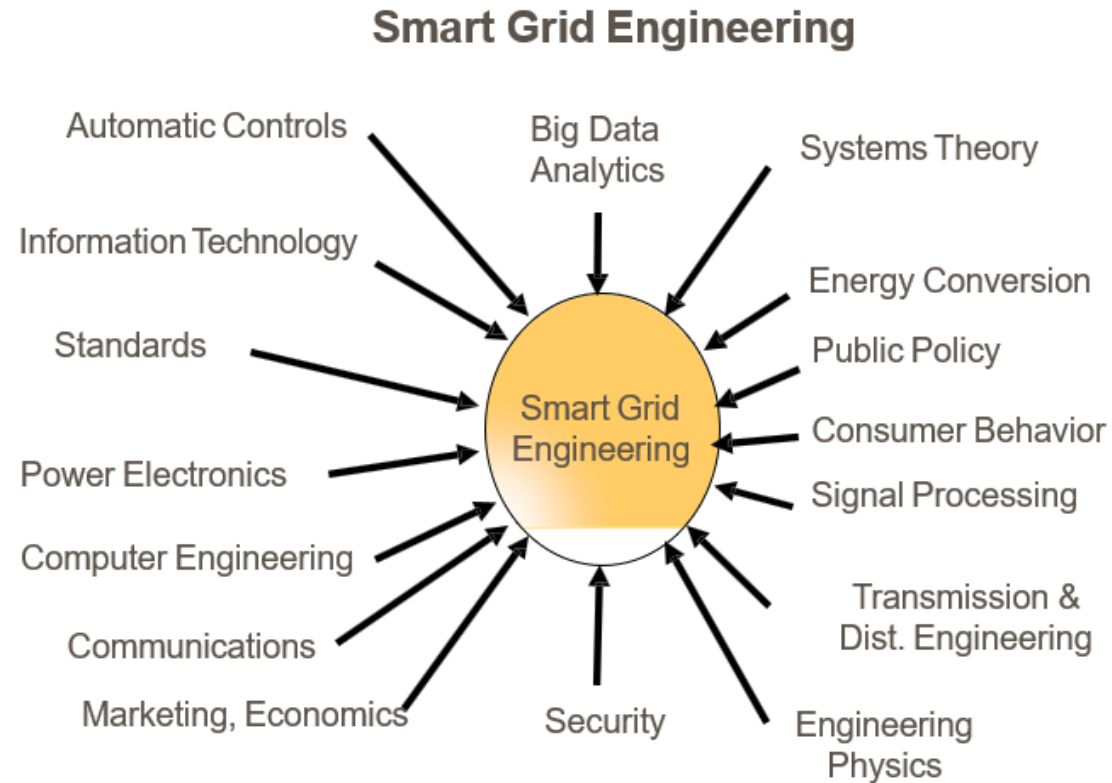 Smart Grid Engineering
Automatic Controls
Big Data
Analytics
Systems Theory
Information Technology
Energy Conversion
Standards
Public Policy
Smart Grid
Engineering
Consumer Behavior
Power Electronics
Signal Processing
Computer Engineering
Transmission &
Dist. Engineering
Communications
Marketing, Economics
Security
Engineering
Physics